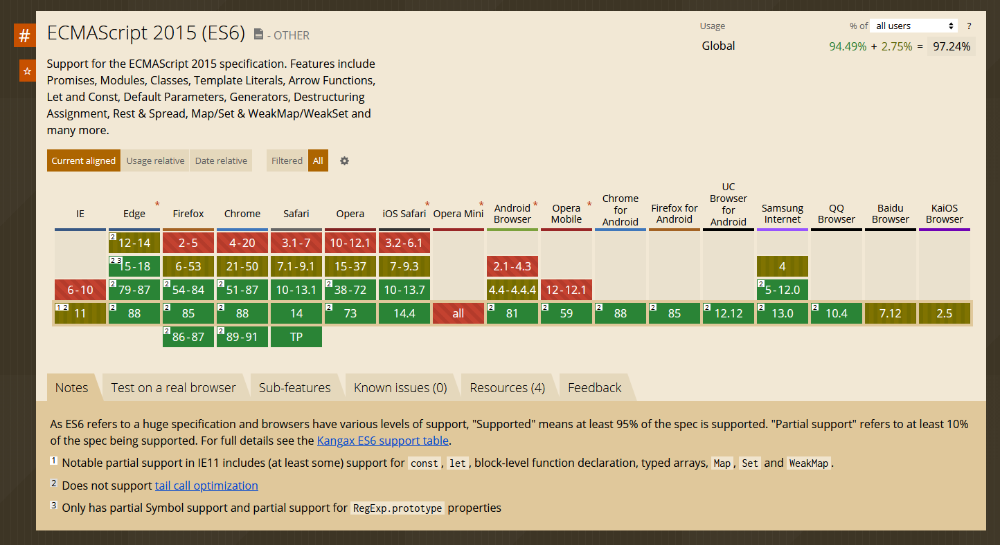 #
ECMAScript 2015 (ES6) - OTHER
☆
Usage % of all users ?
Global 94.49% + 2.75% = 97.24%
Support for the ECMAScript 2015 specification. Features include
Promises, Modules, Classes, Template Literals, Arrow Functions,
Let and Const, Default Parameters, Generators, Destructuring
Assignment, Rest & Spread, Map/Set & WeakMap/WeakSet and
many more.
Current aligned Usage relative Date relative Filtered All
IE
Edge *
Firefox
Chrome
Safari
Opera
iOS Safari *
Opera Mini *
Android
Browser *
Opera
Mobile *
Chrome
for
Android
Firefox for
Android
UC
Browser
for
Android
Samsung
Internet
QQ
Browser
Baidu
Browser
KaiOS
Browser
2 12-14 2-5 4-20 3.1-7 10-12.1 3.2-6.1
2 3 15-18 6-53 21-50 7.1-9.1 15-37 7-9.3 2.1-4.3 4
6-10 2 79-87 2 54-84 2 51-87 10-13.1 2 38-72 10-13.7 4.4-4.4.4 12-12.1 2 5-12.0
1 2 11 2 88 2 85 2 88 14 2 73 14.4 all 2 81 2 59 2 88 2 85 2 12.12 2 13.0 2 10.4 7.12 2.5
2 86-87 2 89-91 TP
Notes Test on a real browser Sub-features Known issues (0) Resources (4) Feedback
As ES6 refers to a huge specification and browsers have various levels of support, "Supported" means at least 95% of the spec is supported. "Partial support" refers to at least 10%
of the spec being supported. For full details see the Kangax ES6 support table.
1 Notable partial support in IE11 includes (at least some) support for const, let, block-level function declaration, typed arrays, Map, Set and WeakMap.
2 Does not support tail call optimization
3 Only has partial Symbol support and partial support for RegExp.prototype properties